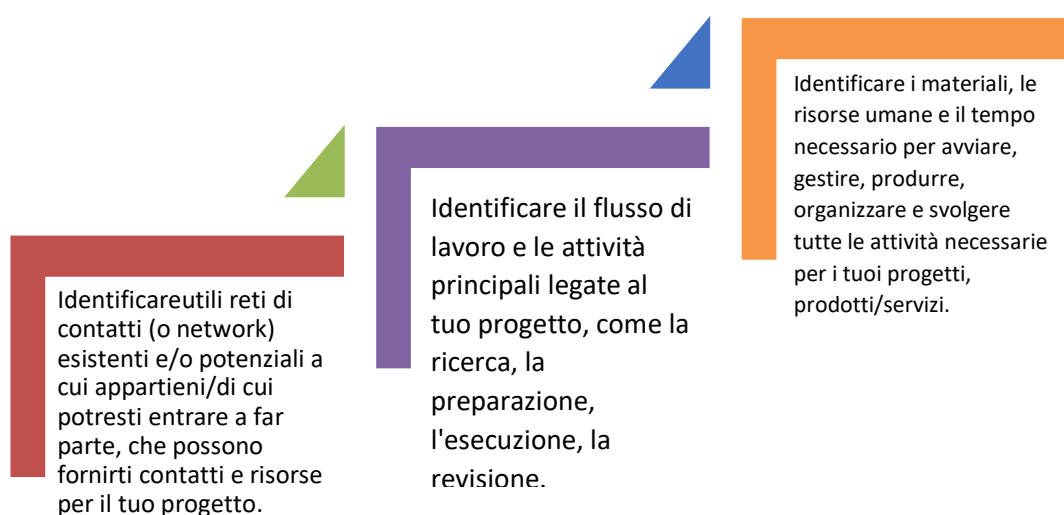 Identificareutili reti di
contatti (o network)
esistenti e/o potenziali a
cui appartieni/di cui
potresti entrare a far
parte, che possono
fornirti contatti e risorse
per il tuo progetto.
Identificare il flusso di
lavoro e le attività
principali legate al
tuo progetto, come la
ricerca, la
preparazione,
l'esecuzione, la
revisione.
Identificare i materiali, le
risorse umane e il tempo
necessario per avviare,
gestire, produrre,
organizzare e svolgere
tutte le attività necessarie
per i tuoi progetti,
prodotti/servizi.